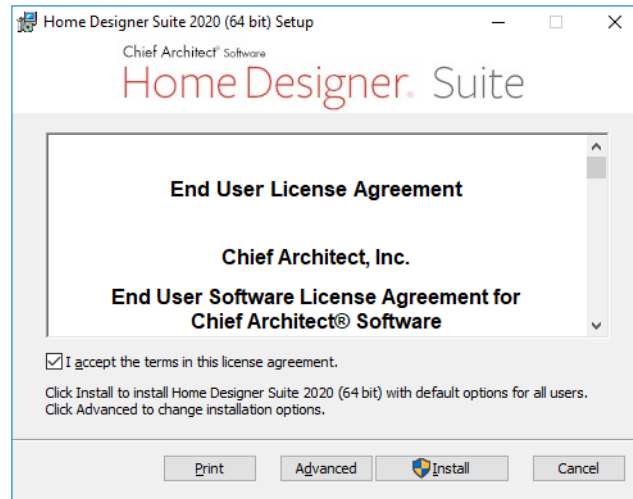 Home Designer Suite 2020 (64 bit) Setup
Chief Architect® Software
Home Designer® Suite
End User License Agreement
Chief Architect, Inc.
End User Software License Agreement for
Chief Architect® Software
I accept the terms in this license agreement.
Click Install to install Home Designer Suite 2020 (64 bit) with default options for all users.
Click Advanced to change installation options.
Print Advanced Install Cancel